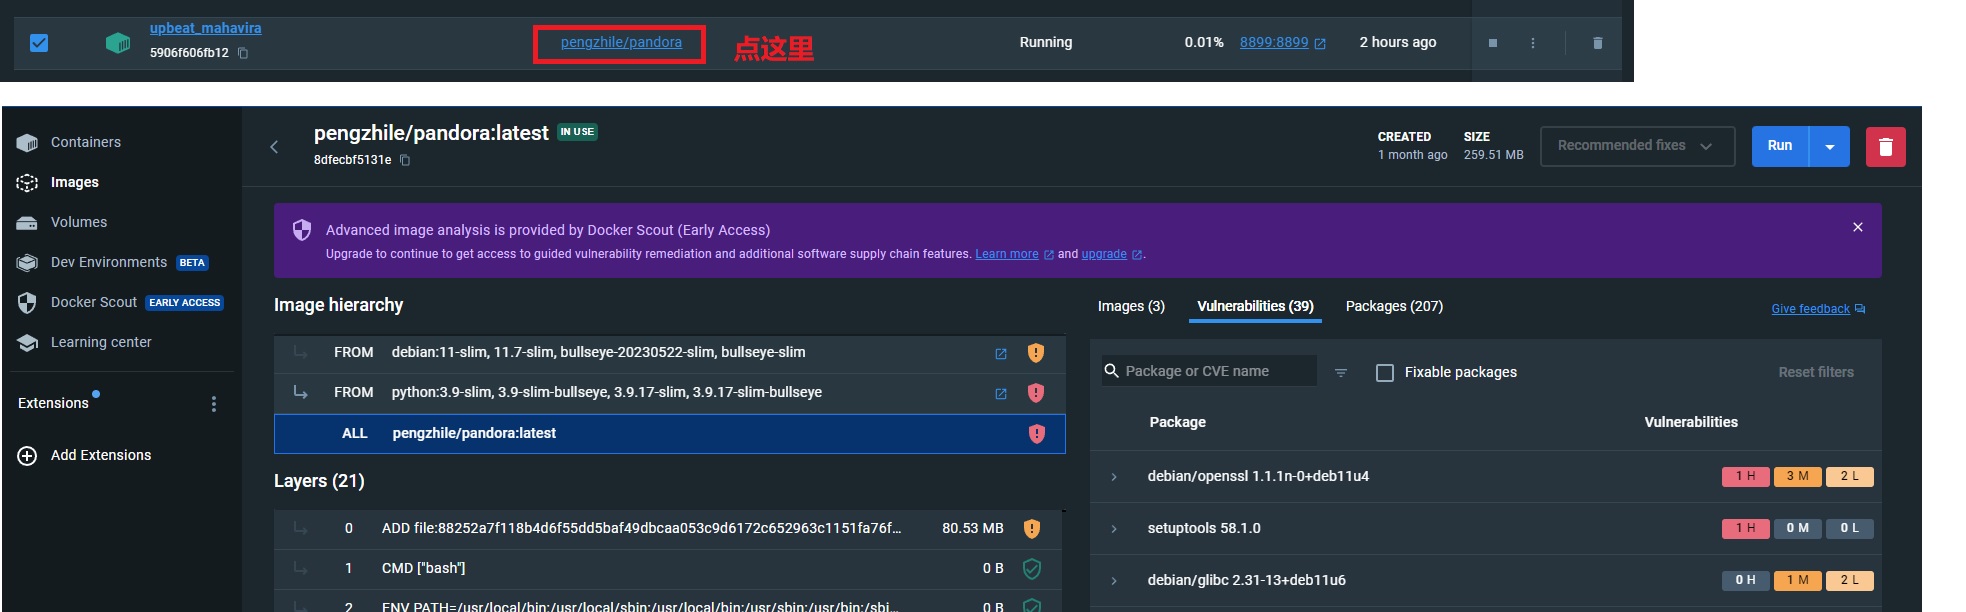 upbeat_mahavira
5906f606fb12
pengzhile/pandora
点这里
Running
0.01%
8899:8899
2 hours ago
Containers
Images
Volumes
Dev Environments BETA
Docker Scout EARLY ACCESS
Learning center
Extensions
Add Extensions
pengzhile/pandora:latest IN USE
8dfecbf5131e
CREATED
1 month ago
SIZE
259.51 MB
Recommended fixes
Run
Advanced image analysis is provided by Docker Scout (Early Access)
Upgrade to continue to get access to guided vulnerability remediation and additional software supply chain features. Learn more and upgrade .
Image hierarchy
FROM debian:11-slim, 11.7-slim, bullseye-20230522-slim, bullseye-slim
FROM python:3.9-slim, 3.9-slim-bullseye, 3.9.17-slim, 3.9.17-slim-bullseye
ALL pengzhile/pandora:latest
Layers (21)
0 ADD file:88252a7f118b4d6f55dd5baf49dbcaa053c9d6172c652963c1151fa76f... 80.53 MB
1 CMD ["bash"] 0 B
2 ENV PATH=/usr/local/bin:/usr/local/sbin:/usr/local/bin:/usr/sbin:/usr/bin:/sbi... 0 B
Images (3) Vulnerabilities (39) Packages (207)
Give feedback
Package or CVE name
Fixable packages
Reset filters
Package Vulnerabilities
debian/openssl 1.1.1n-0+deb11u4 1 H 3 M 2 L
setuptools 58.1.0 1 H 0 M 0 L
debian/glibc 2.31-13+deb11u6 0 H 1 M 2 L